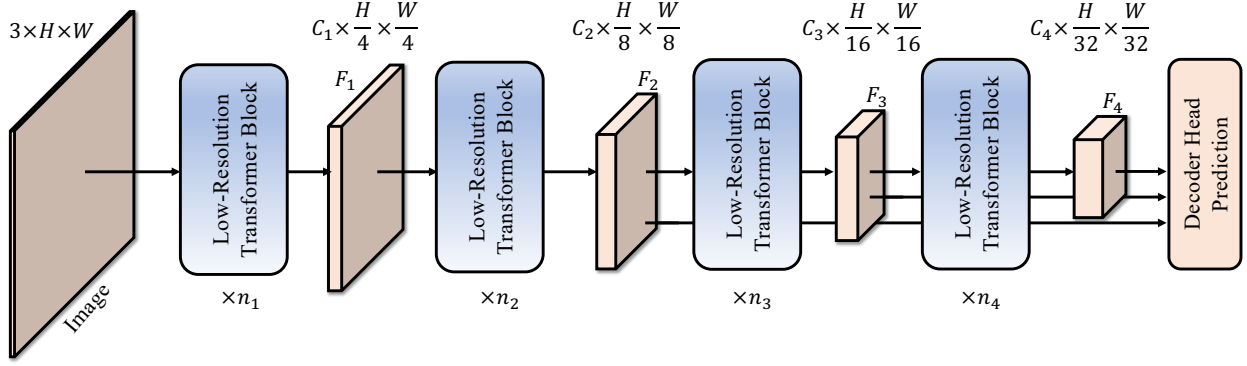 3×H×W
C₁×H/4×W/4
C₂×H/8×W/8
C₃×H/16×W/16
C₄×H/32×W/32
Image
Low-Resolution
Transformer Block
×n₁
F₁
Low-Resolution
Transformer Block
×n₂
F₂
Low-Resolution
Transformer Block
×n₃
F₃
Low-Resolution
Transformer Block
×n₄
F₄
Decoder Head
Prediction